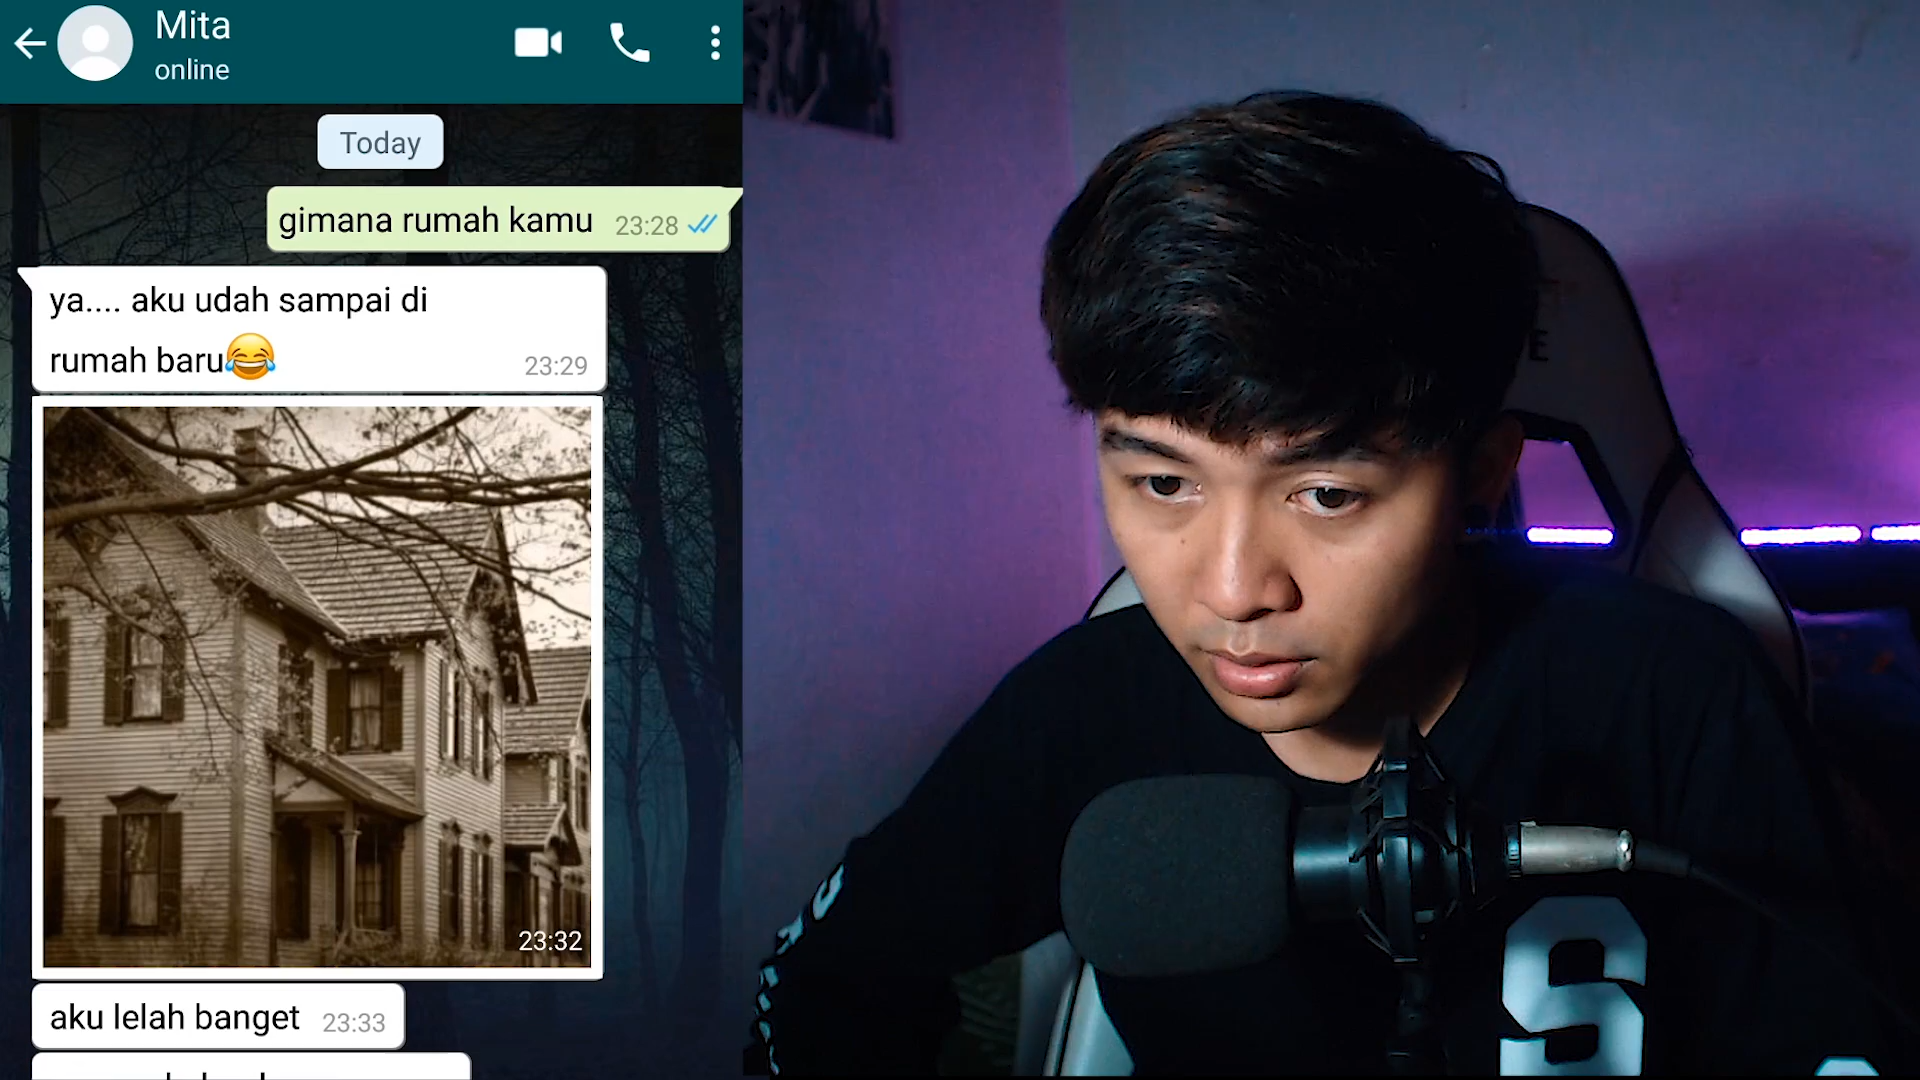 Mita
online
Today
gimana rumah kamu 23:28
ya.... aku udah sampai di
rumah baru😂 23:29
23:32
aku lelah banget 23:33
E
S